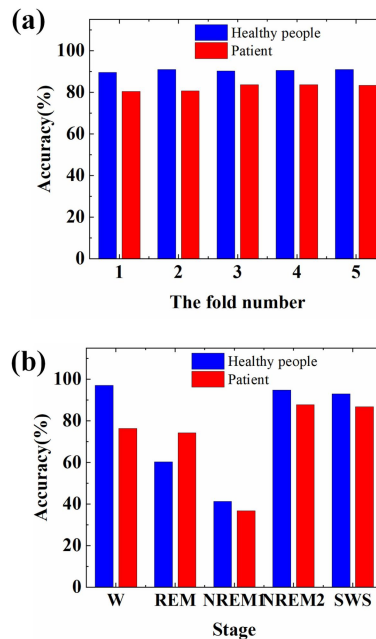 (a)
Healthy people
Patient
100
80
60
40
20
0
Accuracy(%)
1 2 3 4 5
The fold number
(b)
Healthy people
Patient
100
80
60
40
20
0
Accuracy(%)
W REM NREM1 NREM2 SWS
Stage